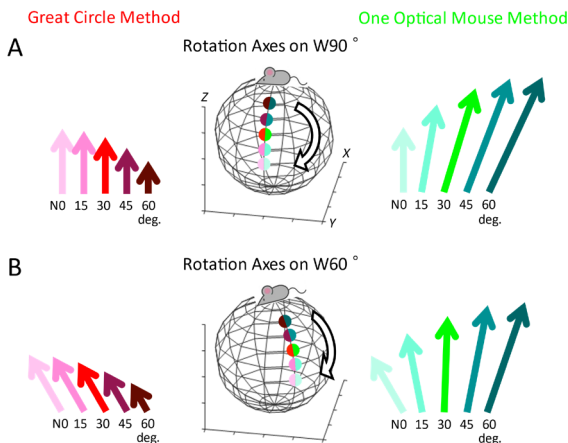 Great Circle Method
One Optical Mouse Method
A
Rotation Axes on W90 °
Z
X
Y
N0 15 30 45 60
deg.
N0 15 30 45 60
deg.
B
Rotation Axes on W60 °
N0 15 30 45 60
deg.
N0 15 30 45 60
deg.